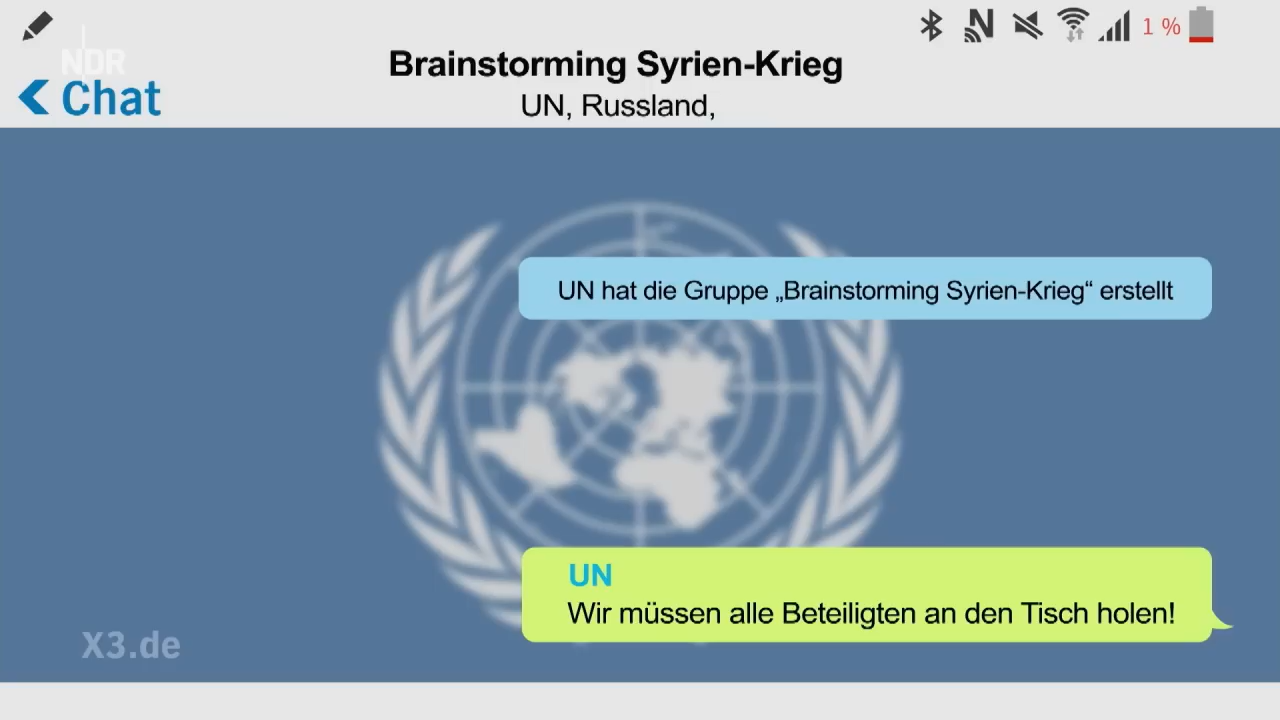 NDR
1 %
Chat
Brainstorming Syrien-Krieg
UN, Russland,
UN hat die Gruppe „Brainstorming Syrien-Krieg“ erstellt
UN
Wir müssen alle Beteiligten an den Tisch holen!
X3.de